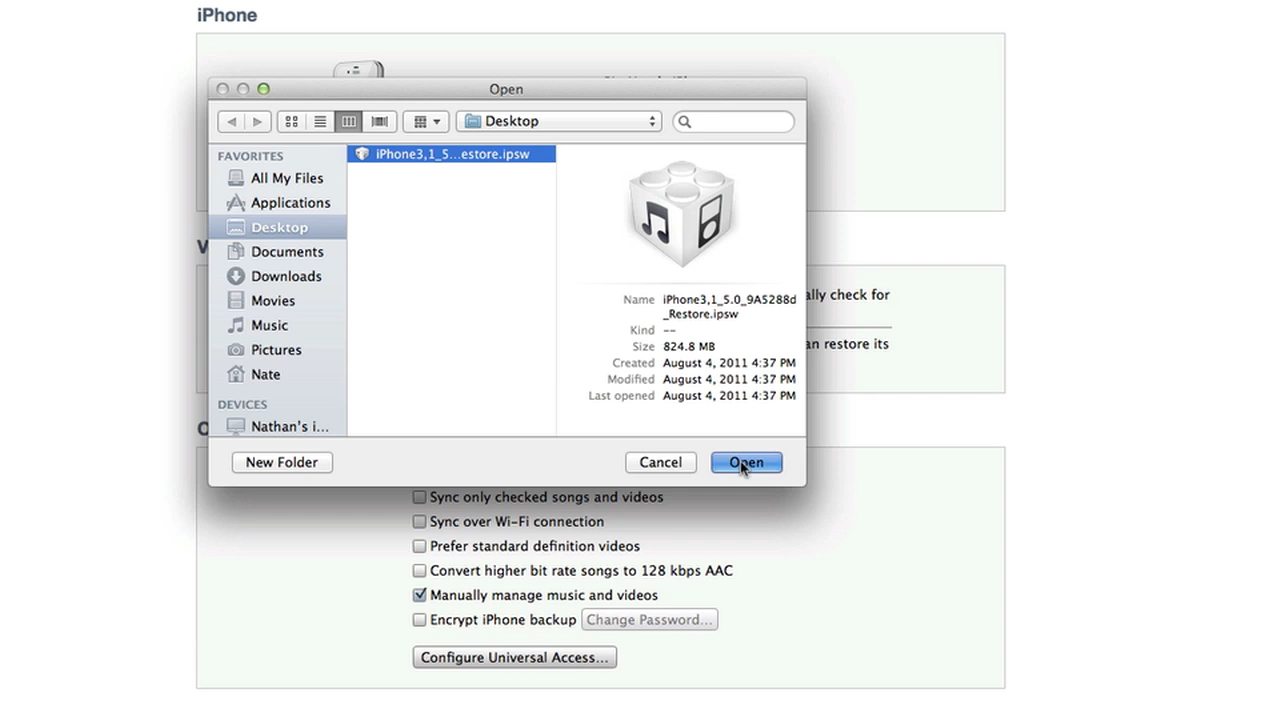 iPhone
Open
Desktop
FAVORITES
All My Files
Applications
Desktop
Documents
Downloads
Movies
Music
Pictures
Nate
DEVICES
Nathan's i...
iPhone3,1_5...estore.ipsw
Name iPhone3,1_5.0_9A5288d
_Restore.ipsw
Kind --
Size 824.8 MB
Created August 4, 2011 4:37 PM
Modified August 4, 2011 4:37 PM
Last opened August 4, 2011 4:37 PM
ally check for
an restore its
New Folder
Cancel
Open
Sync only checked songs and videos
Sync over Wi-Fi connection
Prefer standard definition videos
Convert higher bit rate songs to 128 kbps AAC
Manually manage music and videos
Encrypt iPhone backup Change Password...
Configure Universal Access...